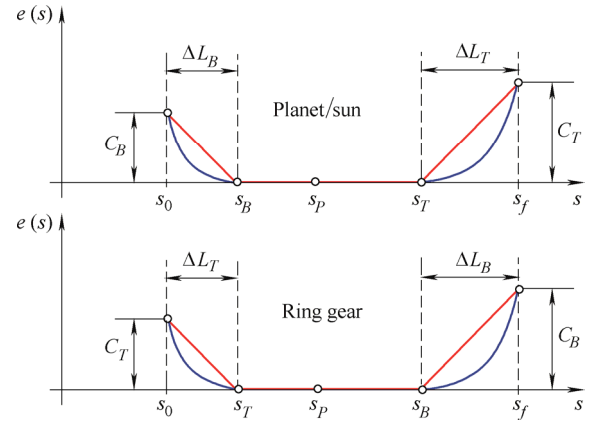 e (s)
ΔL_B
ΔL_T
Planet/sun
C_B
C_T
s_0 s_B s_P s_T s_f s
e (s)
ΔL_T
ΔL_B
Ring gear
C_T
C_B
s_0 s_T s_P s_B s_f s